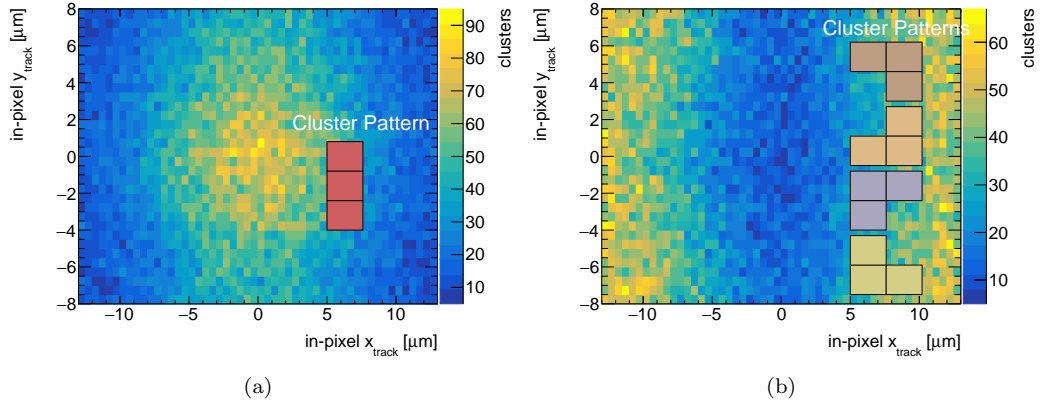 in-pixel y_track [μm]
8
6
4
2
0
−2
−4
−6
−8
−10 −5 0 5 10
in-pixel x_track [μm]
Cluster Pattern
90
80
70
60
50
40
30
20
10
clusters
(a)
in-pixel y_track [μm]
8
6
4
2
0
−2
−4
−6
−8
−10 −5 0 5 10
in-pixel x_track [μm]
Cluster Patterns
60
50
40
30
20
10
clusters
(b)